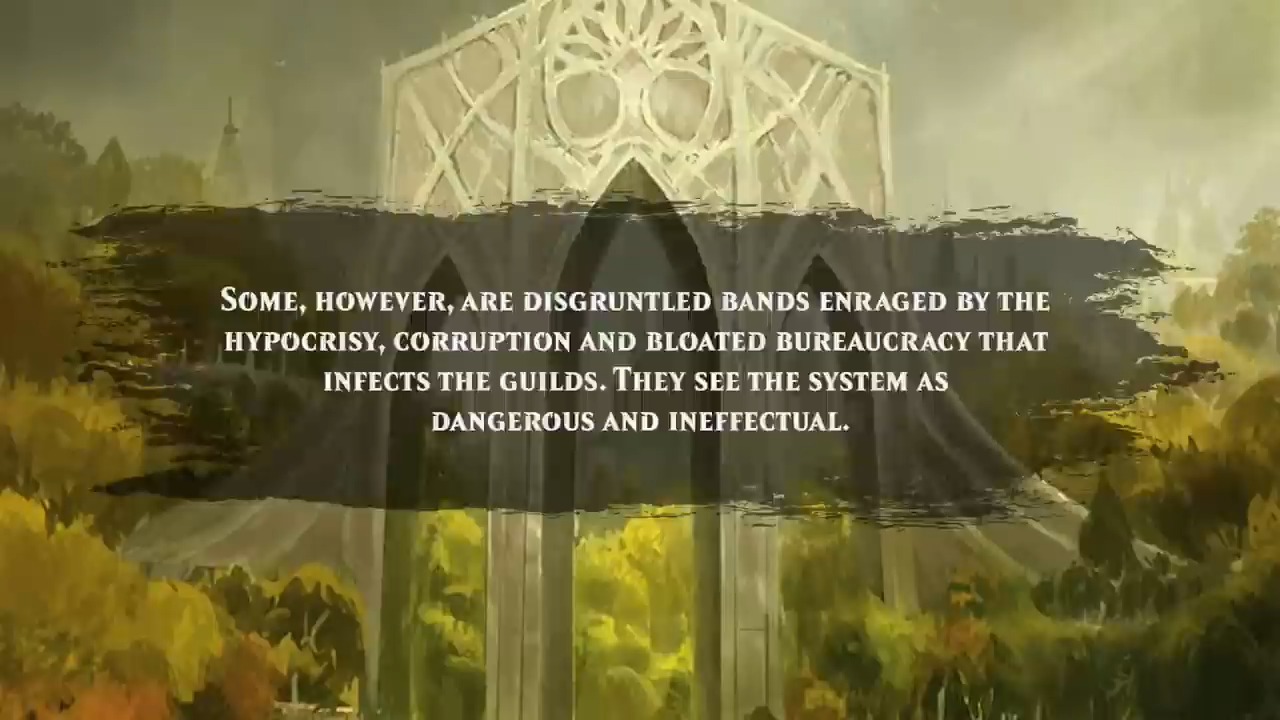 Some, however, are disgruntled bands enraged by the
hypocrisy, corruption and bloated bureaucracy that
infects the guilds. They see the system as
dangerous and ineffectual.